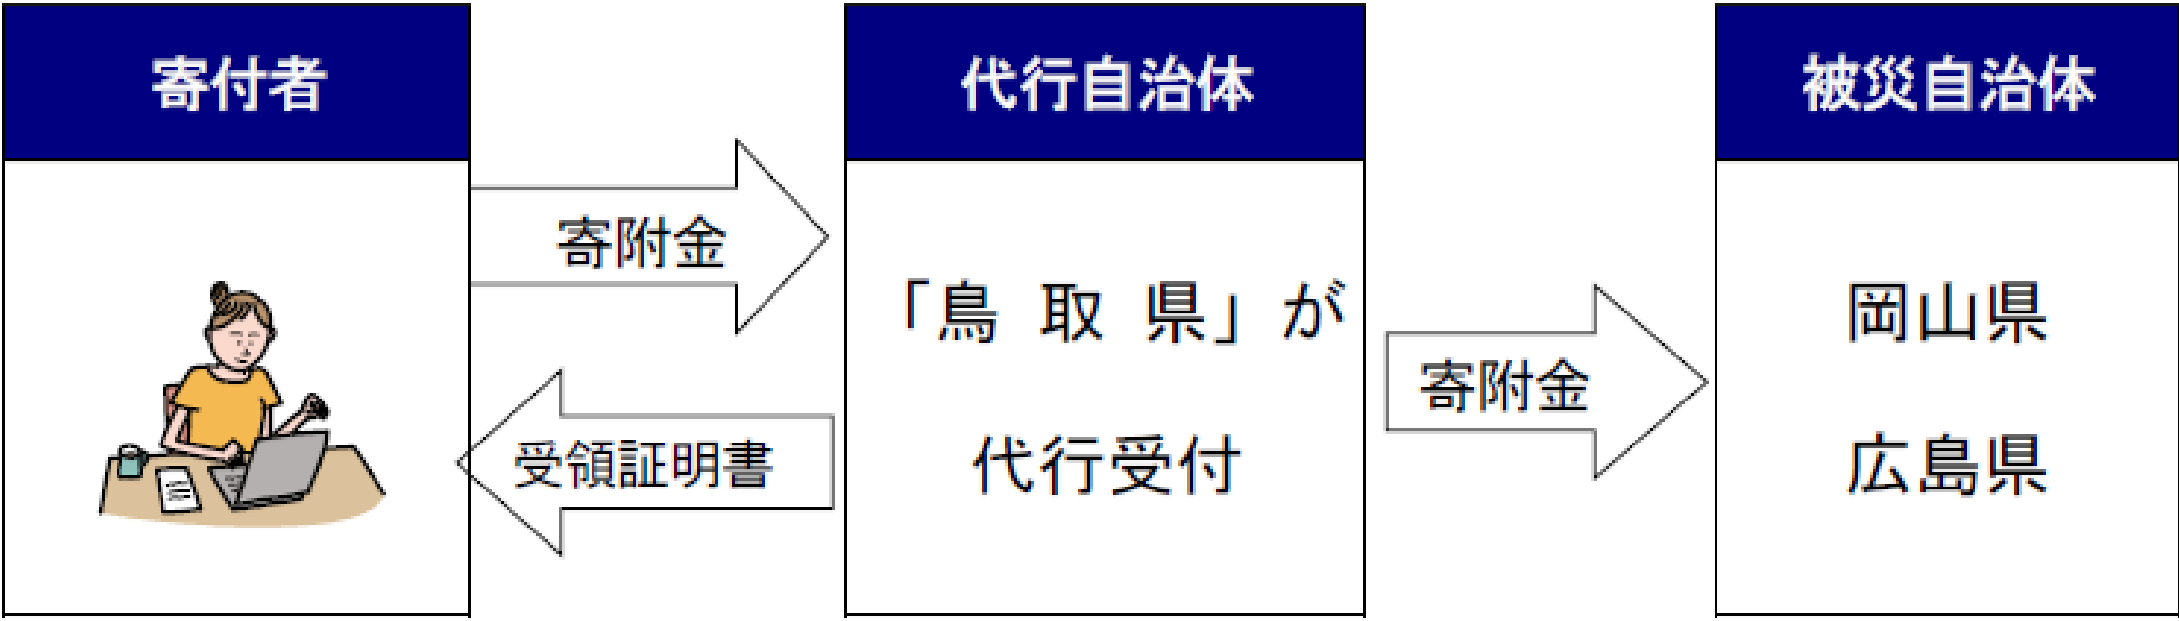 寄付者
代行自治体
被災自治体
寄附金
「鳥 取 県」が
代行受付
受領証明書
寄附金
岡山県
広島県